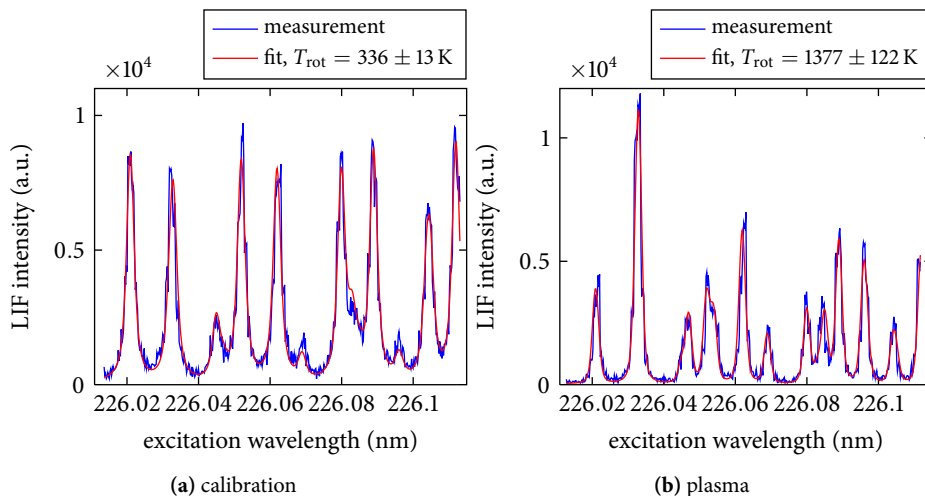 measurement
fit, T_rot = 336 ± 13 K
×10^4
1
0.5
0
LIF intensity (a.u.)
226.02 226.04 226.06 226.08 226.1
excitation wavelength (nm)
(a) calibration
measurement
fit, T_rot = 1377 ± 122 K
×10^4
1
0.5
0
LIF intensity (a.u.)
226.02 226.04 226.06 226.08 226.1
excitation wavelength (nm)
(b) plasma